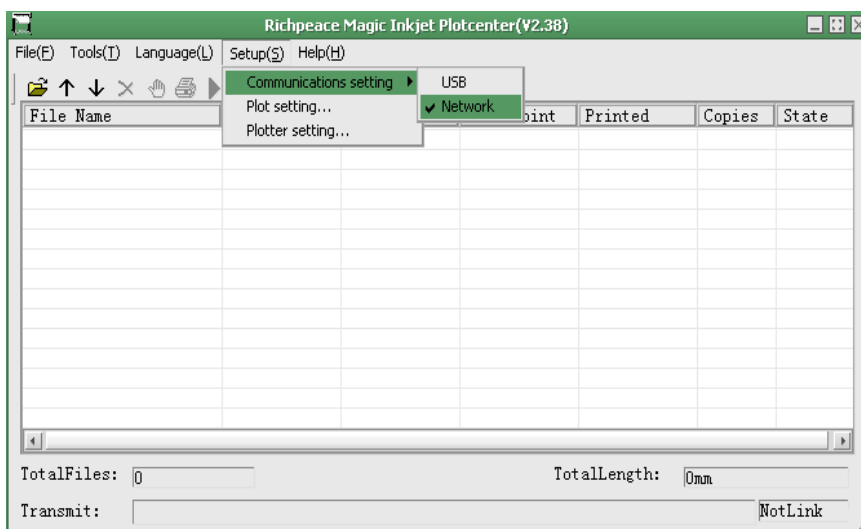 Richpeace Magic Inkjet Plotcenter(V2.38)
File(F) Tools(T) Language(L) Setup(S) Help(H)
Communications setting
USB
Plot setting...
Network
Plotter setting...
File Name Printed Copies State
TotalFiles: 0 TotalLength: 0mm
Transmit: NotLink